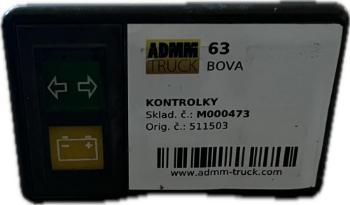 ADMM 63
TRUCK BOVA
KONTROLKY
Sklad. č.: M000473
Orig. č.: 511503
www.admm-truck.com